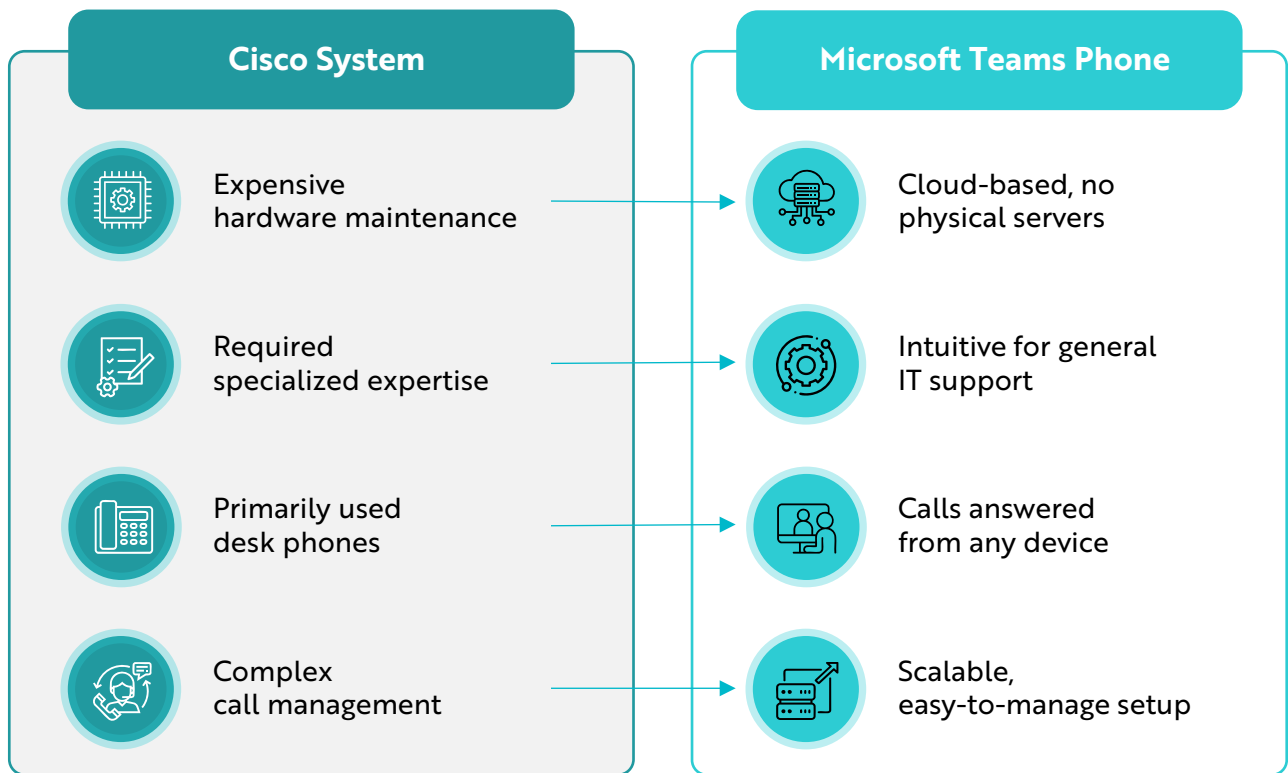 Cisco System
Microsoft Teams Phone
Expensive
hardware maintenance
Cloud-based, no
physical servers
Required
specialized expertise
Intuitive for general
IT support
Primarily used
desk phones
Calls answered
from any device
Complex
call management
Scalable,
easy-to-manage setup